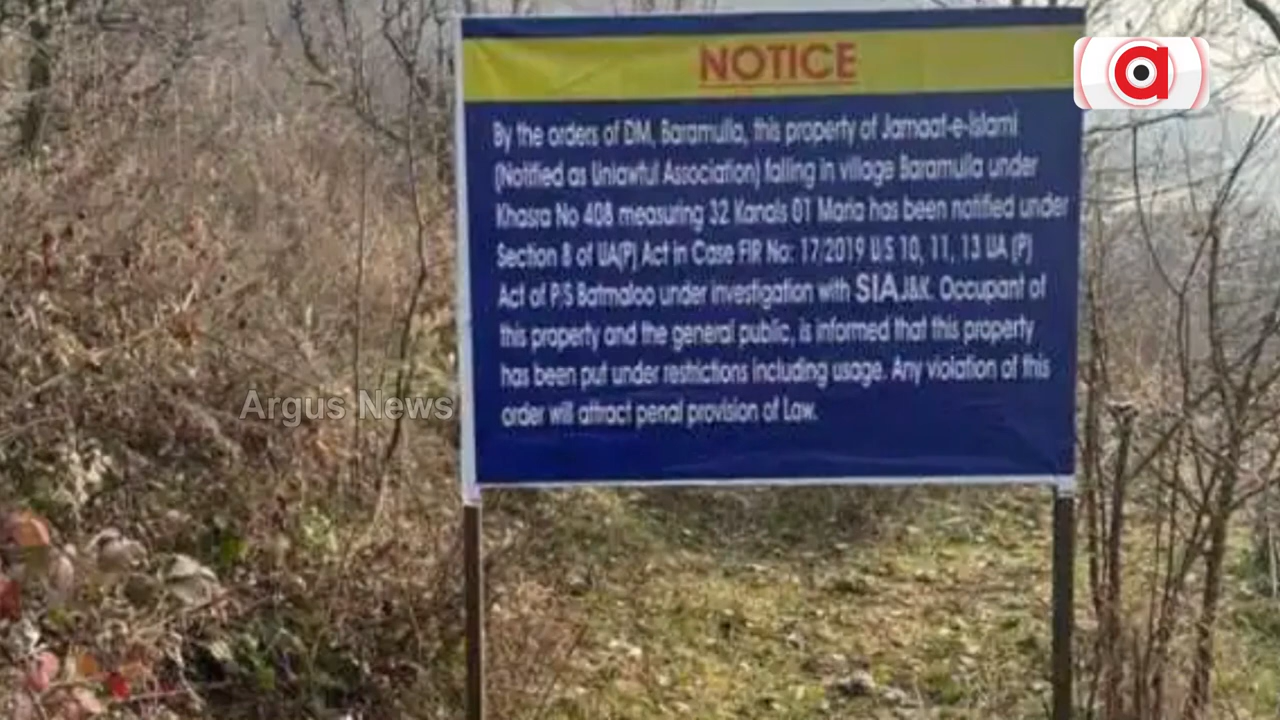 NOTICE
By the orders of DM, Baramulla, this property of Jamaat-e-Islami
(Notified as Unlawful Association) falling in village Baramulla under
Khasra No 408 measuring 32 Kanals 01 Marla has been notified under
Section 8 of UA(P) Act in Case FIR No: 17/2019 U/S 10, 11, 13 UA (P)
Act of P/S Batmaloo under investigation with SIA J&K. Occupant of
this property and the general public, is informed that this property
has been put under restrictions including usage. Any violation of this
order will attract penal provision of Law.
Argus News
a